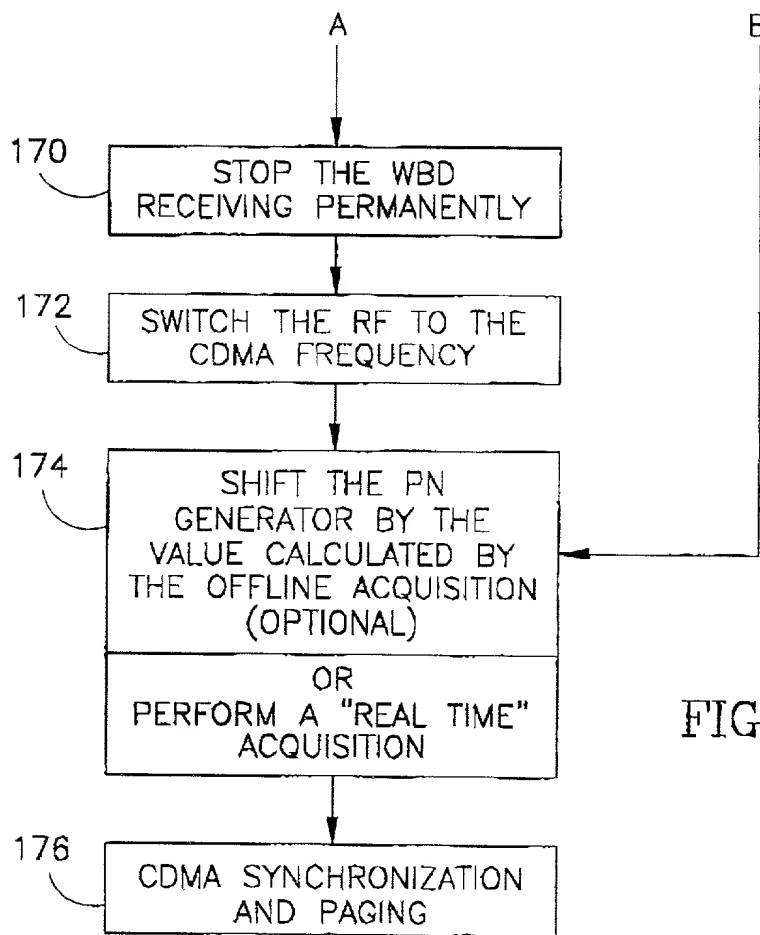 A
B
170
STOP THE WBD
RECEIVING PERMANENTLY
172
SWITCH THE RF TO THE
CDMA FREQUENCY
174
SHIFT THE PN
GENERATOR BY THE
VALUE CALCULATED BY
THE OFFLINE ACQUISITION
(OPTIONAL)
OR
PERFORM A "REAL TIME"
ACQUISITION
FIG
176
CDMA SYNCHRONIZATION
AND PAGING